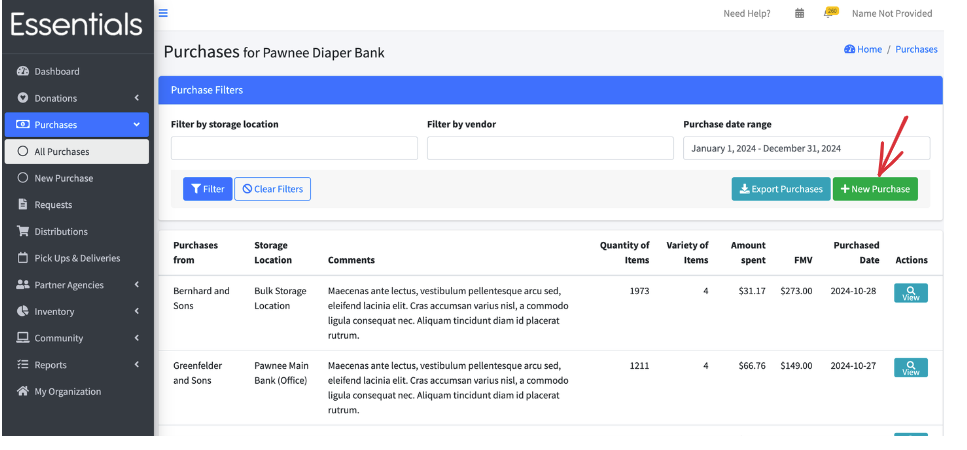 Essentials
Need Help?
260
Name Not Provided
Purchases for Pawnee Diaper Bank
Home / Purchases
Dashboard
Donations
Purchases
All Purchases
New Purchase
Requests
Distributions
Pick Ups & Deliveries
Partner Agencies
Inventory
Community
Reports
My Organization
Purchase Filters
Filter by storage location
Filter by vendor
Purchase date range
January 1, 2024 - December 31, 2024
Filter
Clear Filters
Export Purchases
New Purchase
Purchases from
Storage Location
Comments
Quantity of Items
Variety of Items
Amount spent
FMV
Purchased Date
Actions
Bernhard and Sons
Bulk Storage Location
Maecenas ante lectus, vestibulum pellentesque arcu sed,
eleifend lacinia elit. Cras accumsan varius nisl, a commodo
ligula consequat nec. Aliquam tincidunt diam id placerat
rutrum.
1973
4
$31.17
$273.00
2024-10-28
View
Greenfelder and Sons
Pawnee Main Bank (Office)
Maecenas ante lectus, vestibulum pellentesque arcu sed,
eleifend lacinia elit. Cras accumsan varius nisl, a commodo
ligula consequat nec. Aliquam tincidunt diam id placerat
rutrum.
1211
4
$66.76
$149.00
2024-10-27
View